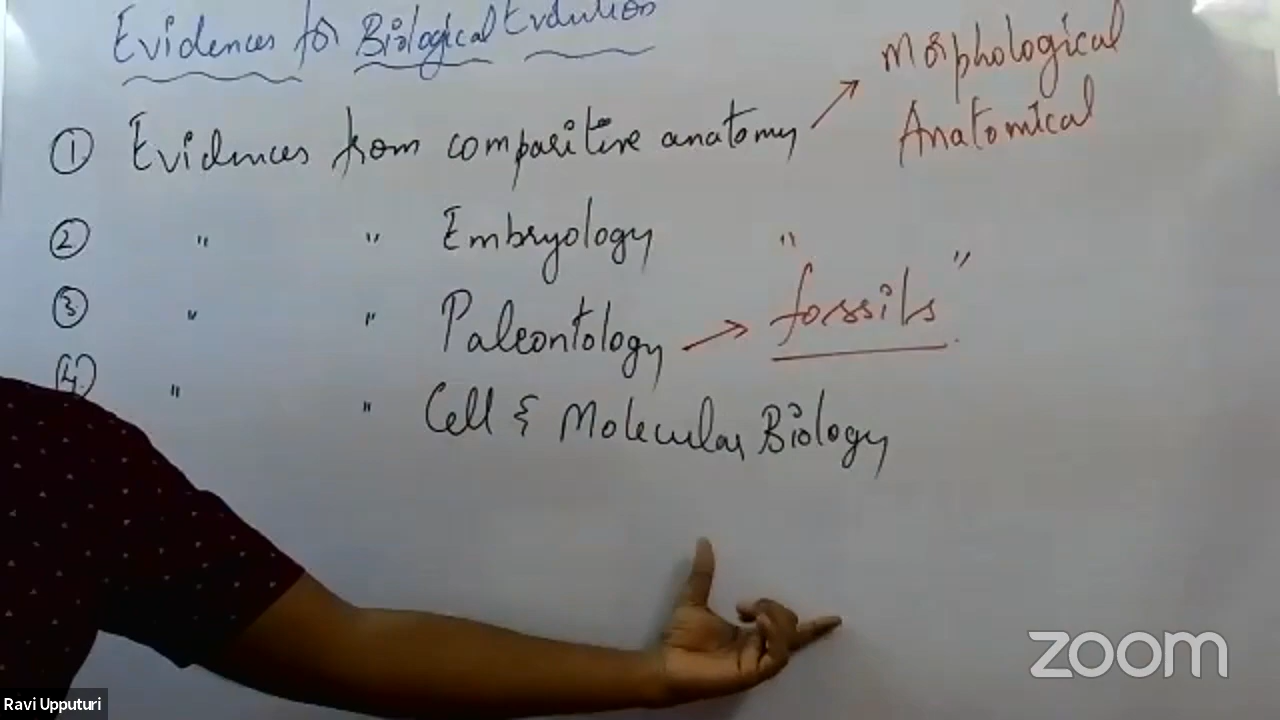 Evidences for Biological Evolution
① Evidences from comparitive anatomy → Morphological
Anatomical
② " " Embryology
③ " " Paleontology → "fossils"
④ " " Cell & Molecular Biology
zoom
Ravi Upputuri